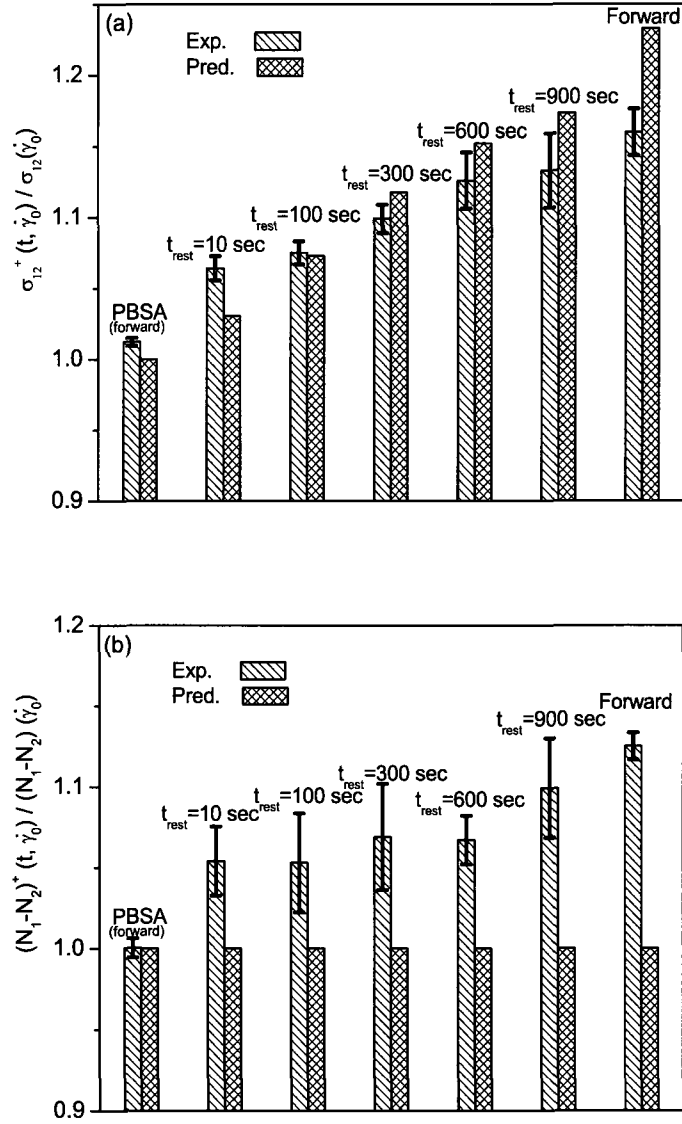 (a)
Forward
Exp.
Pred.
1.2
t_rest=900 sec
t_rest=600 sec
t_rest=300 sec
t_rest=100 sec
t_rest=10 sec
1.1
PBSA
(forward)
1.0
0.9
σ₁₂⁺ (t, γ̇₀) / σ₁₂(γ̇₀)
1.2
(b)
Exp.
Pred.
Forward
t_rest=900 sec
t_rest=300 sec
t_rest=10 sec
t_rest=100 sec
t_rest=600 sec
1.1
PBSA
(forward)
1.0
0.9
(N₁-N₂)⁺ (t, γ̇₀) / (N₁-N₂) (γ̇₀)